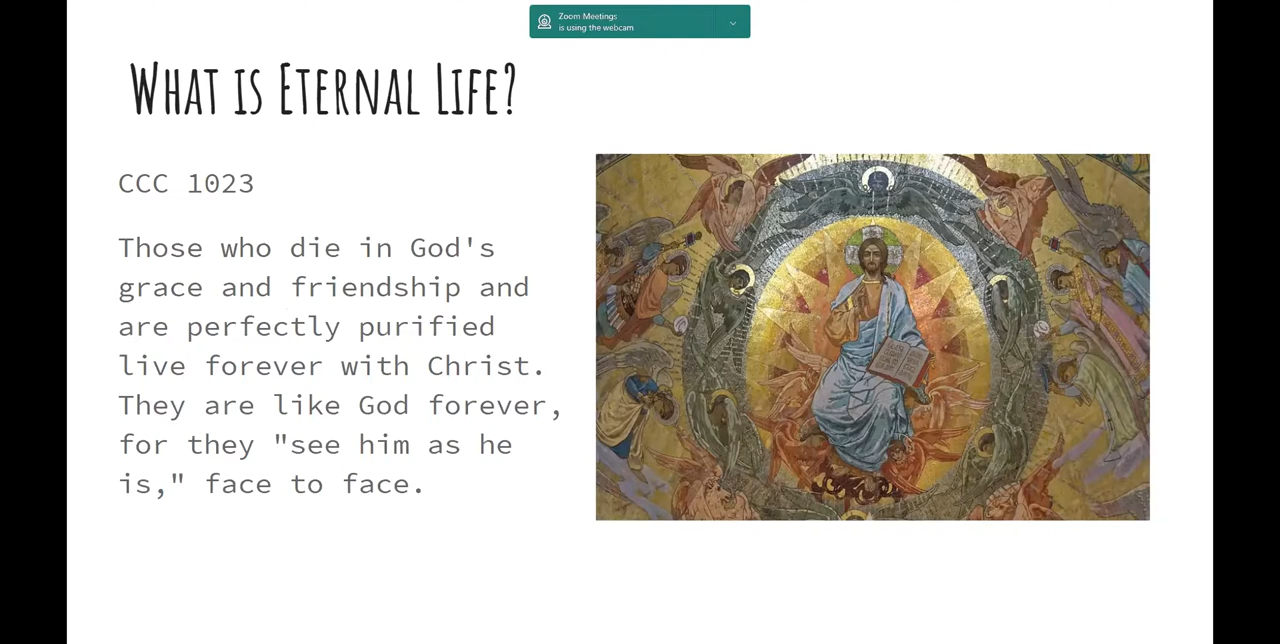 Zoom Meetings
is using the webcam
What is Eternal Life?
CCC 1023
Those who die in God's
grace and friendship and
are perfectly purified
live forever with Christ.
They are like God forever,
for they "see him as he
is," face to face.